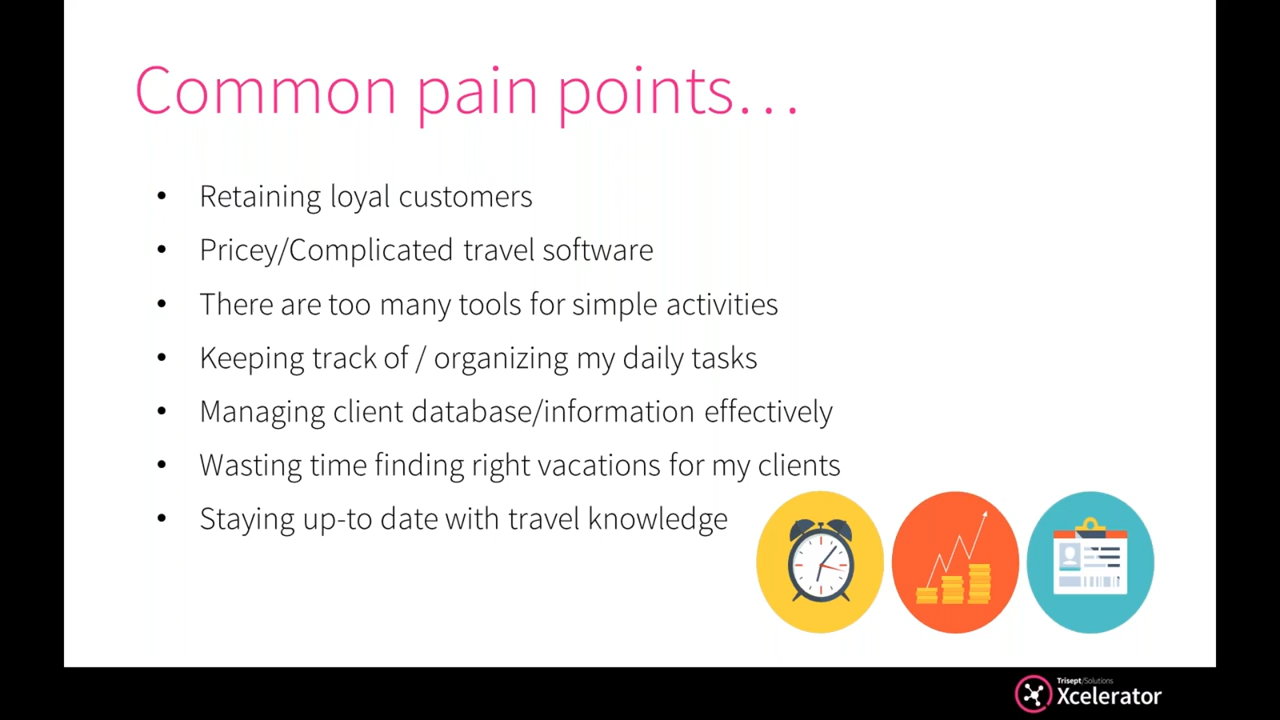 Common pain points…
• Retaining loyal customers
• Pricey/Complicated travel software
• There are too many tools for simple activities
• Keeping track of / organizing my daily tasks
• Managing client database/information effectively
• Wasting time finding right vacations for my clients
• Staying up-to date with travel knowledge
Trisept/Solutions
Xcelerator